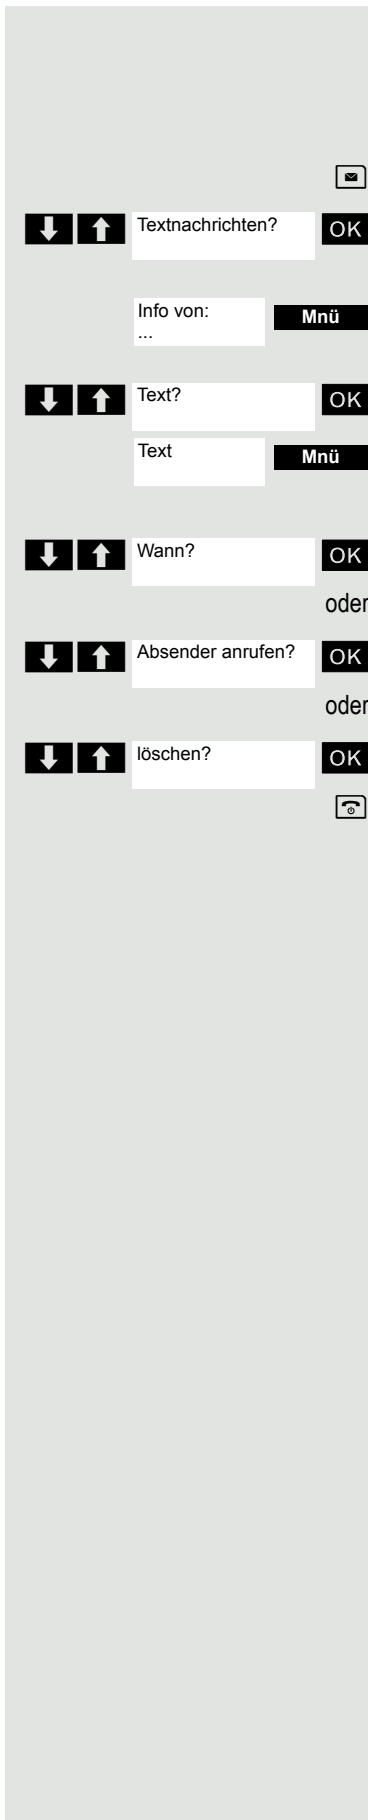 Textnachrichten? OK
Info von: Mnü
...
Text? OK
Text Mnü
Wann? OK
oder
Absender anrufen? OK
oder
löschen? OK